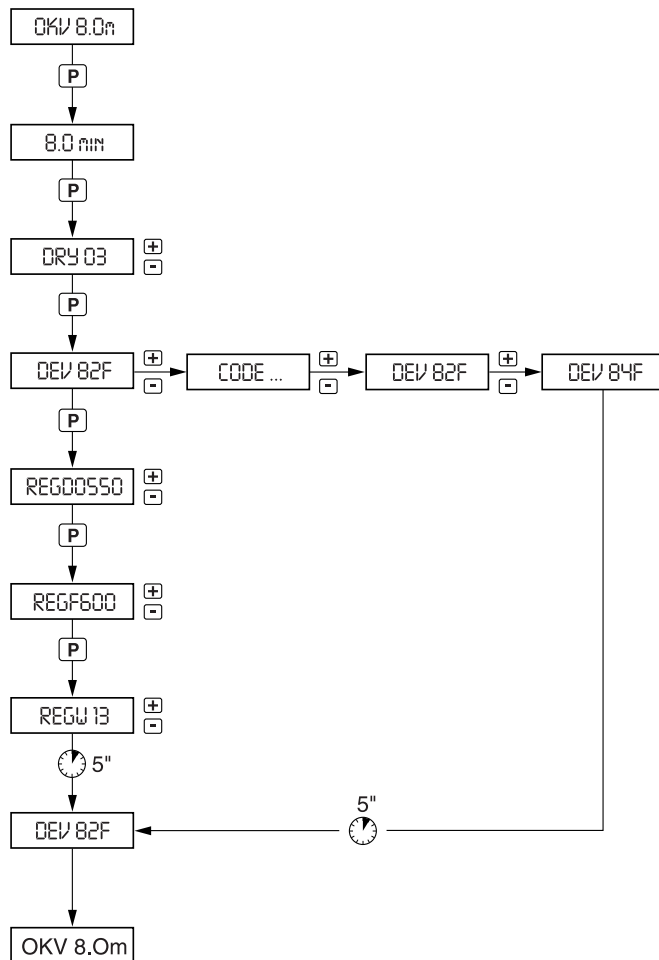 OKV 8.0m
P
8.0 MIN
P
DRY 03
+
-
P
DEV 82F
+
-
CODE ...
+
-
DEV 82F
+
-
DEV 84F
P
REG00550
+
-
P
REGF600
+
-
P
REGW 13
+
-
5"
5"
DEV 82F
OKV 8.Om